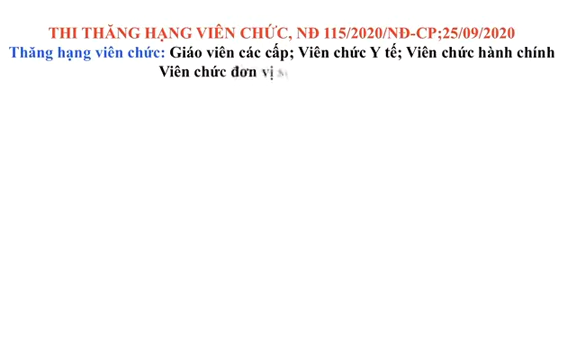 THI THĂNG HẠNG VIÊN CHỨC, NĐ 115/2020/NĐ-CP;25/09/2020
Thăng hạng viên chức: Giáo viên các cấp; Viên chức Y tế; Viên chức hành chính
Viên chức đơn vị